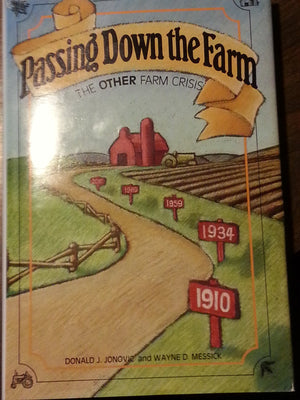 Passing Down the Farm
THE OTHER FARM CRISIS
1959
1934
1910
DONALD J. JONOVIC and WAYNE D. MESSICK